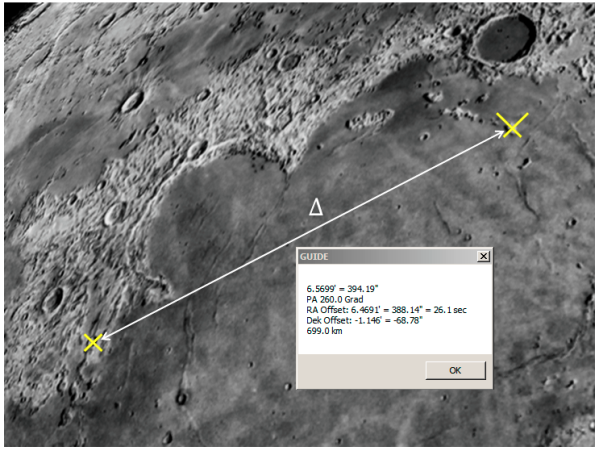 Δ
GUIDE
6.5699' = 394.19"
PA 260.0 Grad
RA Offset: 6.4691' = 388.14" = 26.1 sec
Dek Offset: -1.146' = -68.78"
699.0 km
OK